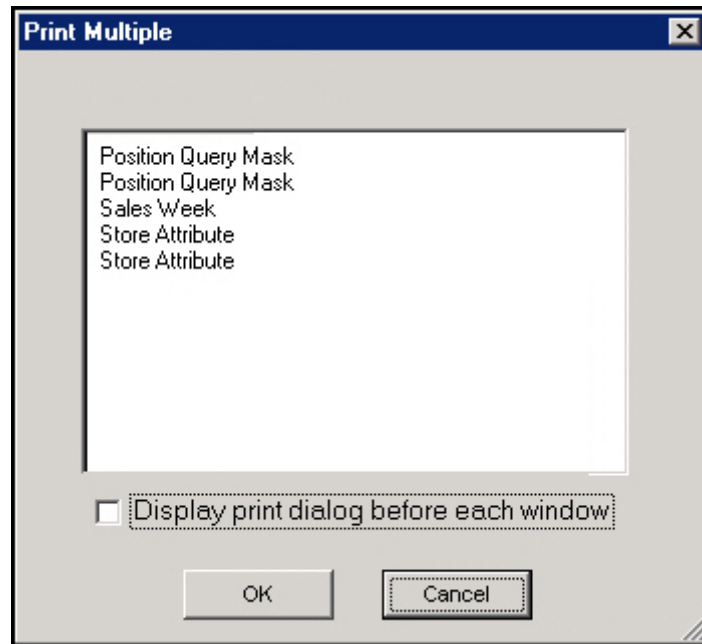 Print Multiple
Position Query Mask
Position Query Mask
Sales Week
Store Attribute
Store Attribute
Display print dialog before each window
OK
Cancel